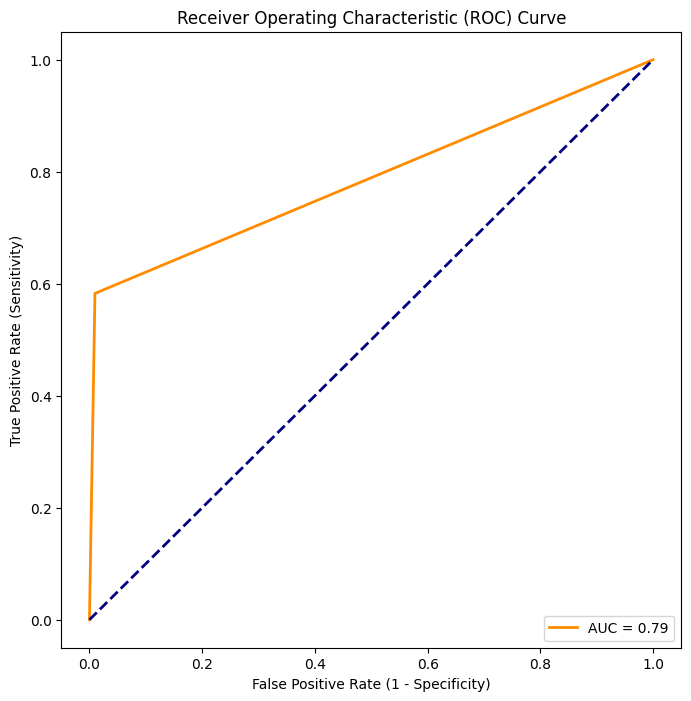 Receiver Operating Characteristic (ROC) Curve
1.0
0.8
0.6
0.4
0.2
0.0
True Positive Rate (Sensitivity)
AUC = 0.79
0.0 0.2 0.4 0.6 0.8 1.0
False Positive Rate (1 - Specificity)